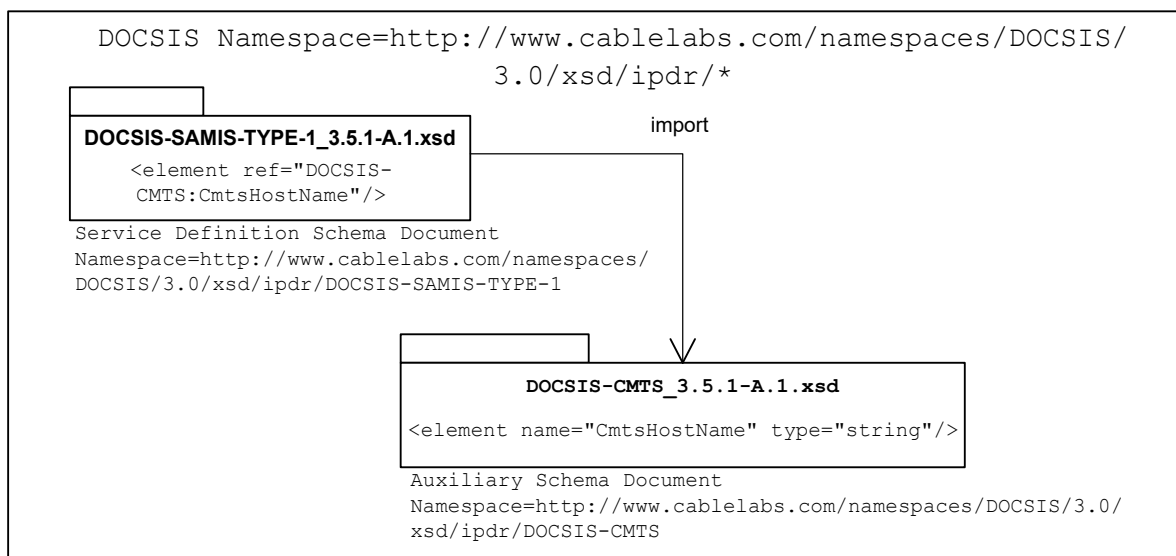 DOCSIS Namespace=http://www.cablelabs.com/namespaces/DOCSIS/
3.0/xsd/ipdr/*
DOCSIS-SAMIS-TYPE-1_3.5.1-A.1.xsd
<element ref="DOCSIS-
CMTS:CmtsHostName"/>
import
Service Definition Schema Document
Namespace=http://www.cablelabs.com/namespaces/
DOCSIS/3.0/xsd/ipdr/DOCSIS-SAMIS-TYPE-1
DOCSIS-CMTS_3.5.1-A.1.xsd
<element name="CmtsHostName" type="string"/>
Auxiliary Schema Document
Namespace=http://www.cablelabs.com/namespaces/DOCSIS/3.0/
xsd/ipdr/DOCSIS-CMTS